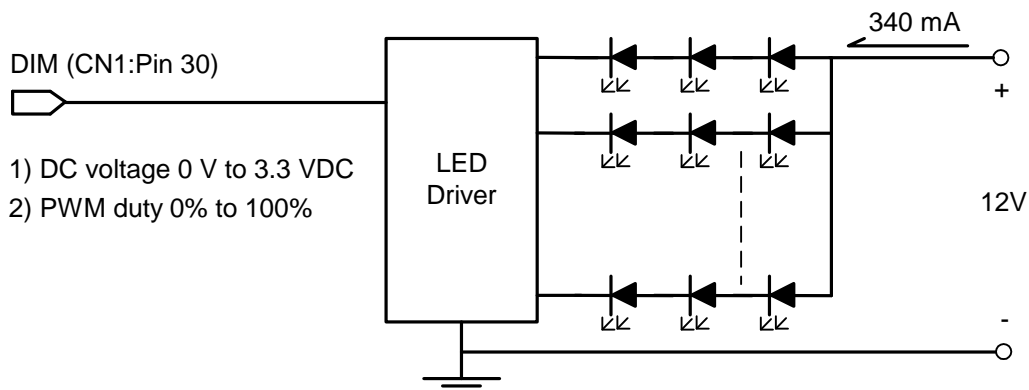 340 mA
DIM (CN1:Pin 30)
+
1) DC voltage 0 V to 3.3 VDC
2) PWM duty 0% to 100%
LED
Driver
12V
-